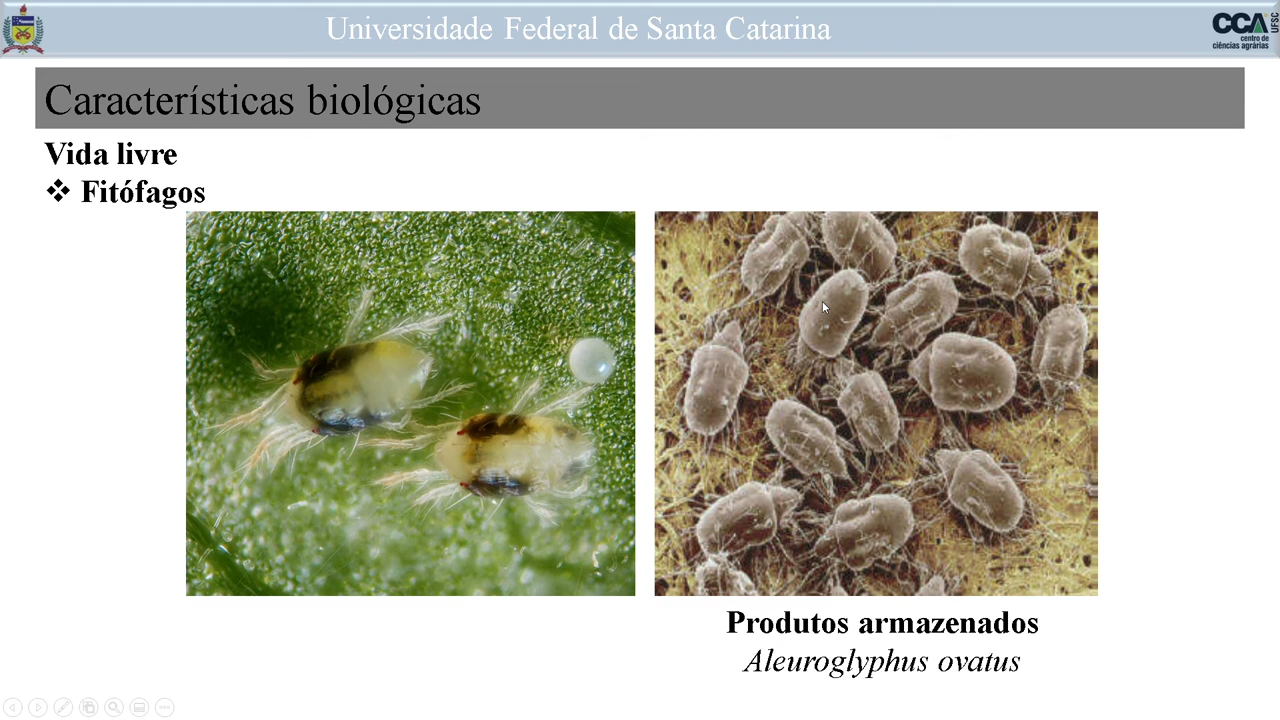 Universidade Federal de Santa Catarina
CCA
centro de
ciências agrárias
UFSC
Características biológicas
Vida livre
❖ Fitófagos
Produtos armazenados
Aleuroglyphus ovatus